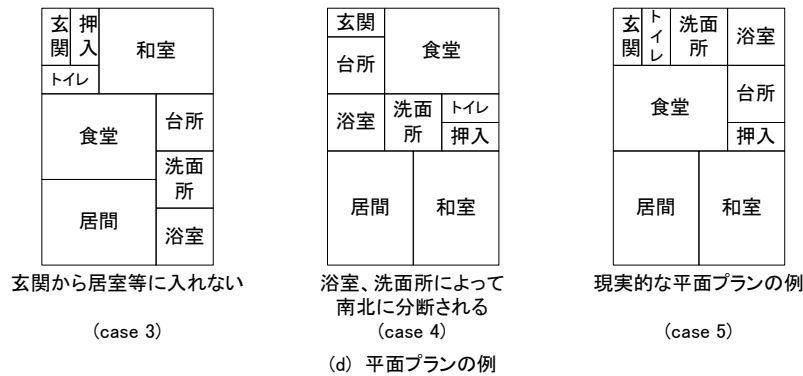 玄関
押入
和室
トイレ
食堂
台所
洗面所
居間
浴室
玄関から居室等に入れない
(case 3)
玄関
台所
食堂
浴室
洗面所
トイレ
押入
居間
和室
浴室、洗面所によって
南北に分断される
(case 4)
玄関
トイレ
洗面所
浴室
食堂
台所
押入
居間
和室
現実的な平面プランの例
(case 5)
(d) 平面プランの例